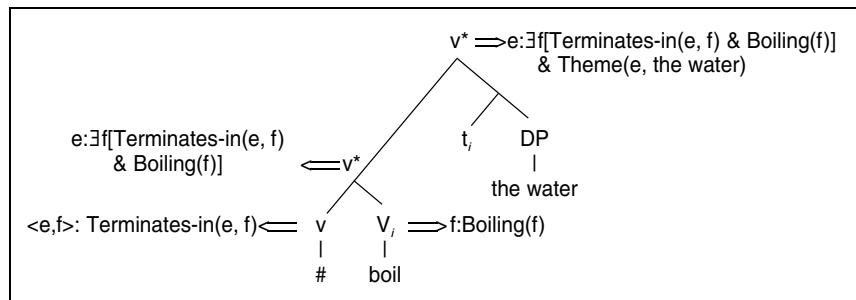 v* ⟹ e:∃f[Terminates-in(e, f) & Boiling(f)]
& Theme(e, the water)
e:∃f[Terminates-in(e, f)
& Boiling(f)] ⟸ v*
t_i DP
the water
<e,f>: Terminates-in(e, f) ⟸ v V_i ⟹ f:Boiling(f)
# boil